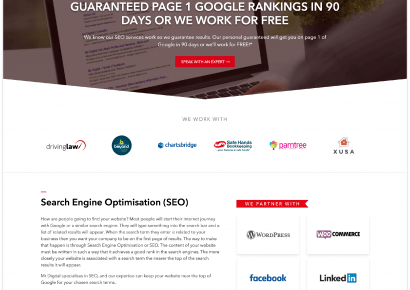 GUARANTEED PAGE 1 GOOGLE RANKINGS IN 90
DAYS OR WE WORK FOR FREE
We know our SEO services work so we guarantee results. Our personal guarantee will get you on page 1 of
Google in 90 days or we'll work for FREE!*
SPEAK WITH AN EXPERT
WE WORK WITH
drivinglaw
beyond
chartsbridge
Safe Hands
Bookkeeping
parntree
XUSA
Search Engine Optimisation (SEO)
WE PARTNER WITH
How are people going to find your website? Most people will start their internet journey
with Google or a similar search engine. They will type something into the search bar and a
list of related results will appear. When the search term they enter is related to your
business then you want your company to be on the first page of results. The way to make
that happen is through Search Engine Optimisation or SEO. The content of your website
must be written in such a way that it achieves a good rank in the search engines. The more
closely your website is associated with a search term the nearer the top of the search
results it will appear.
WORDPRESS
WOO COMMERCE
Mr Digital specialises in SEO, and our expertise can keep your website near the top of
Google for your chosen search terms.
facebook
Linked in